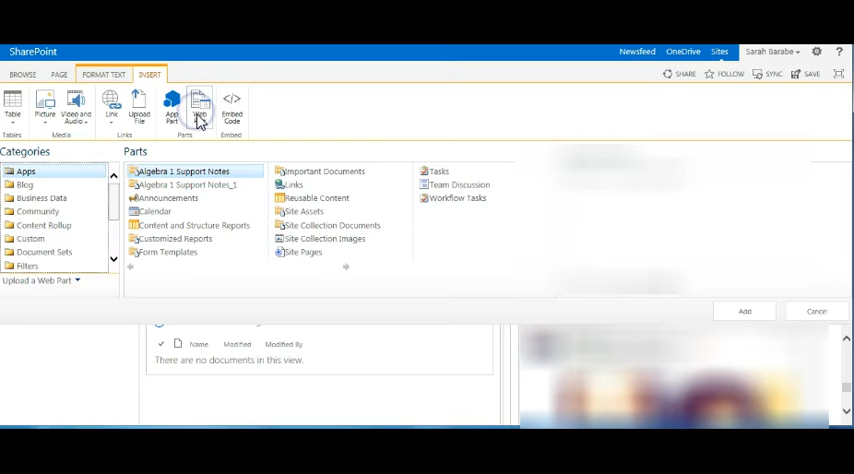 SharePoint
Newsfeed OneDrive Sites Sarah Barabe ?
BROWSE PAGE FORMAT TEXT INSERT
SHARE FOLLOW SYNC SAVE
Table Picture Video and Audio Link Upload File App Part Web Embed Code
Tables Media Links Parts Embed
Categories Parts
Apps Algebra 1 Support Notes Important Documents Tasks
Blog Algebra 1 Support Notes_1 Links Team Discussion
Business Data Announcements Reusable Content Workflow Tasks
Community Calendar Site Assets
Content Rollup Content and Structure Reports Site Collection Documents
Custom Customized Reports Site Collection Images
Document Sets Form Templates Site Pages
Filters
Upload a Web Part
Add Cancel
Name Modified Modified By
There are no documents in this view.